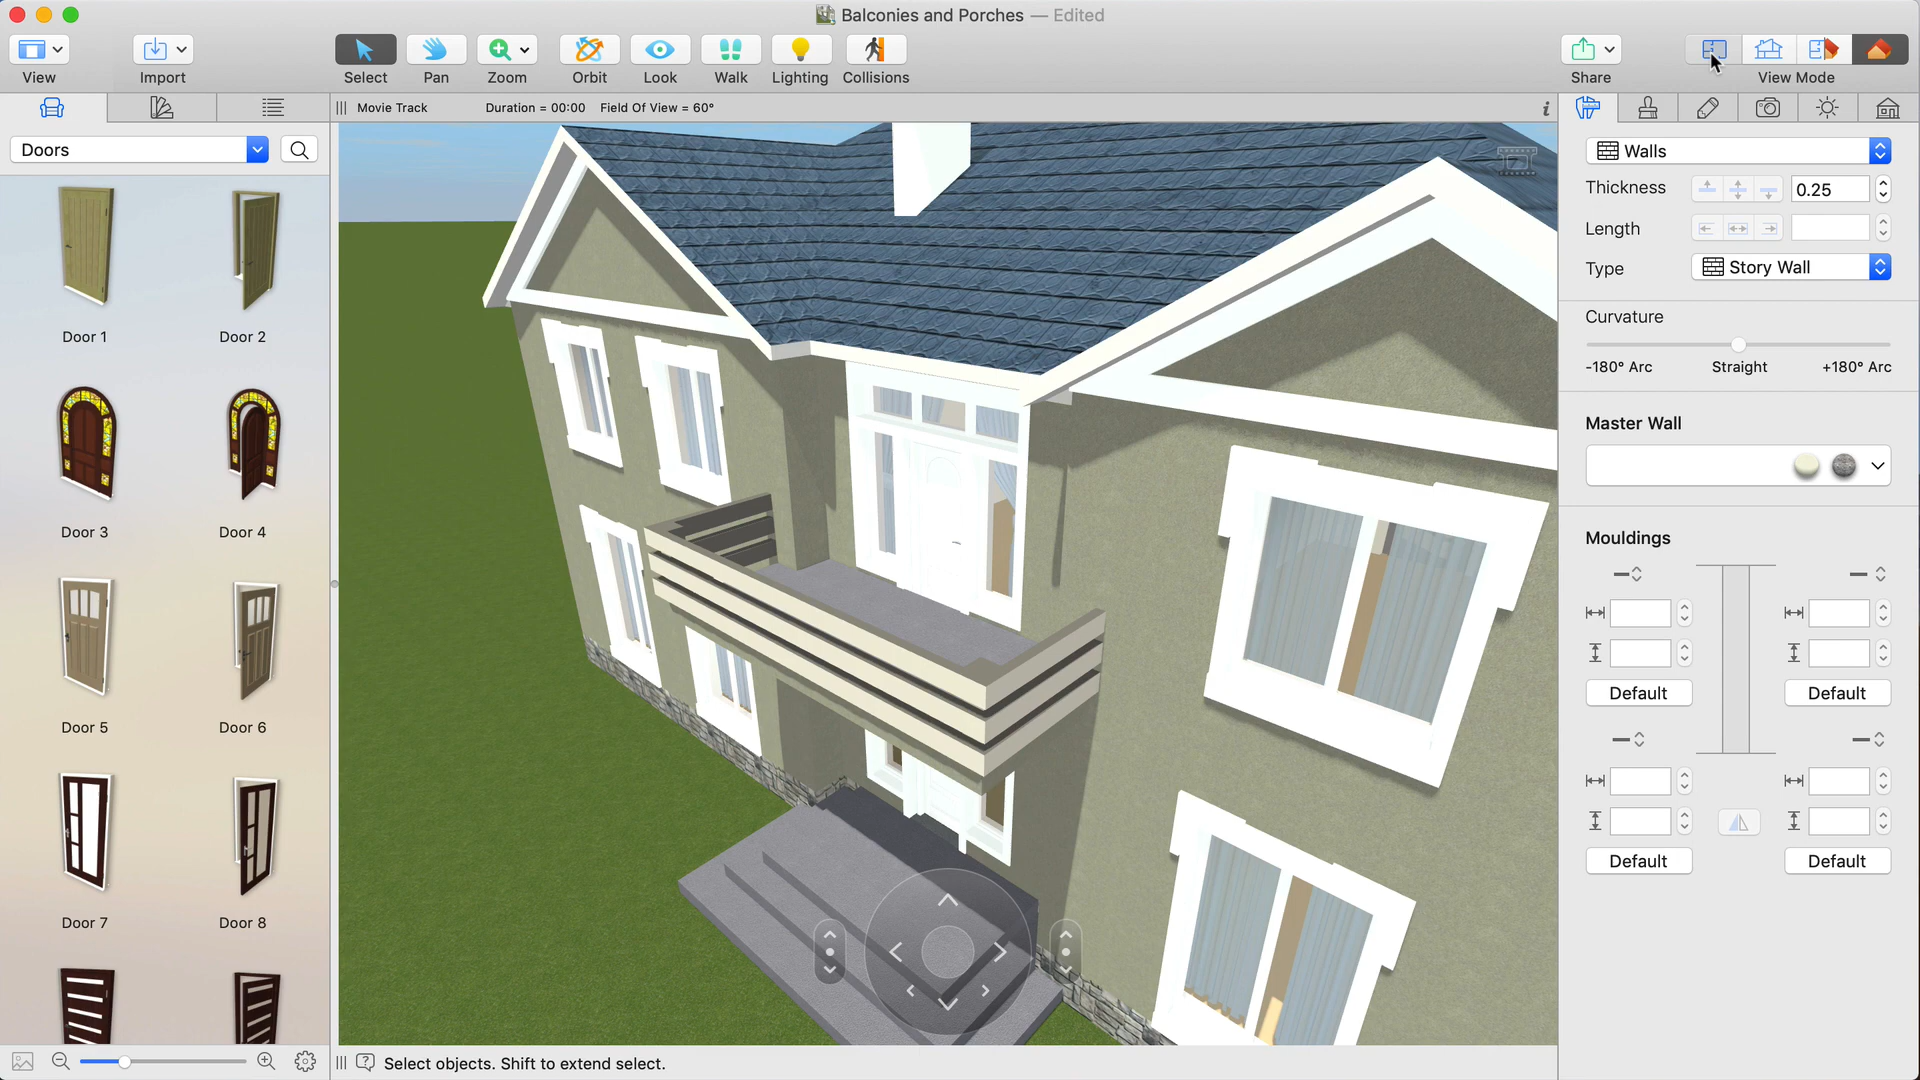 Balconies and Porches — Edited
View
Import
Select
Pan
Zoom
Orbit
Look
Walk
Lighting
Collisions
Share
View Mode
Movie Track
Duration = 00:00
Field Of View = 60°
i
Doors
Door 1
Door 2
Door 3
Door 4
Door 5
Door 6
Door 7
Door 8
Walls
Thickness
0.25
Length
Type
Story Wall
Curvature
-180° Arc
Straight
+180° Arc
Master Wall
Mouldings
Default
Default
Default
Default
? Select objects. Shift to extend select.